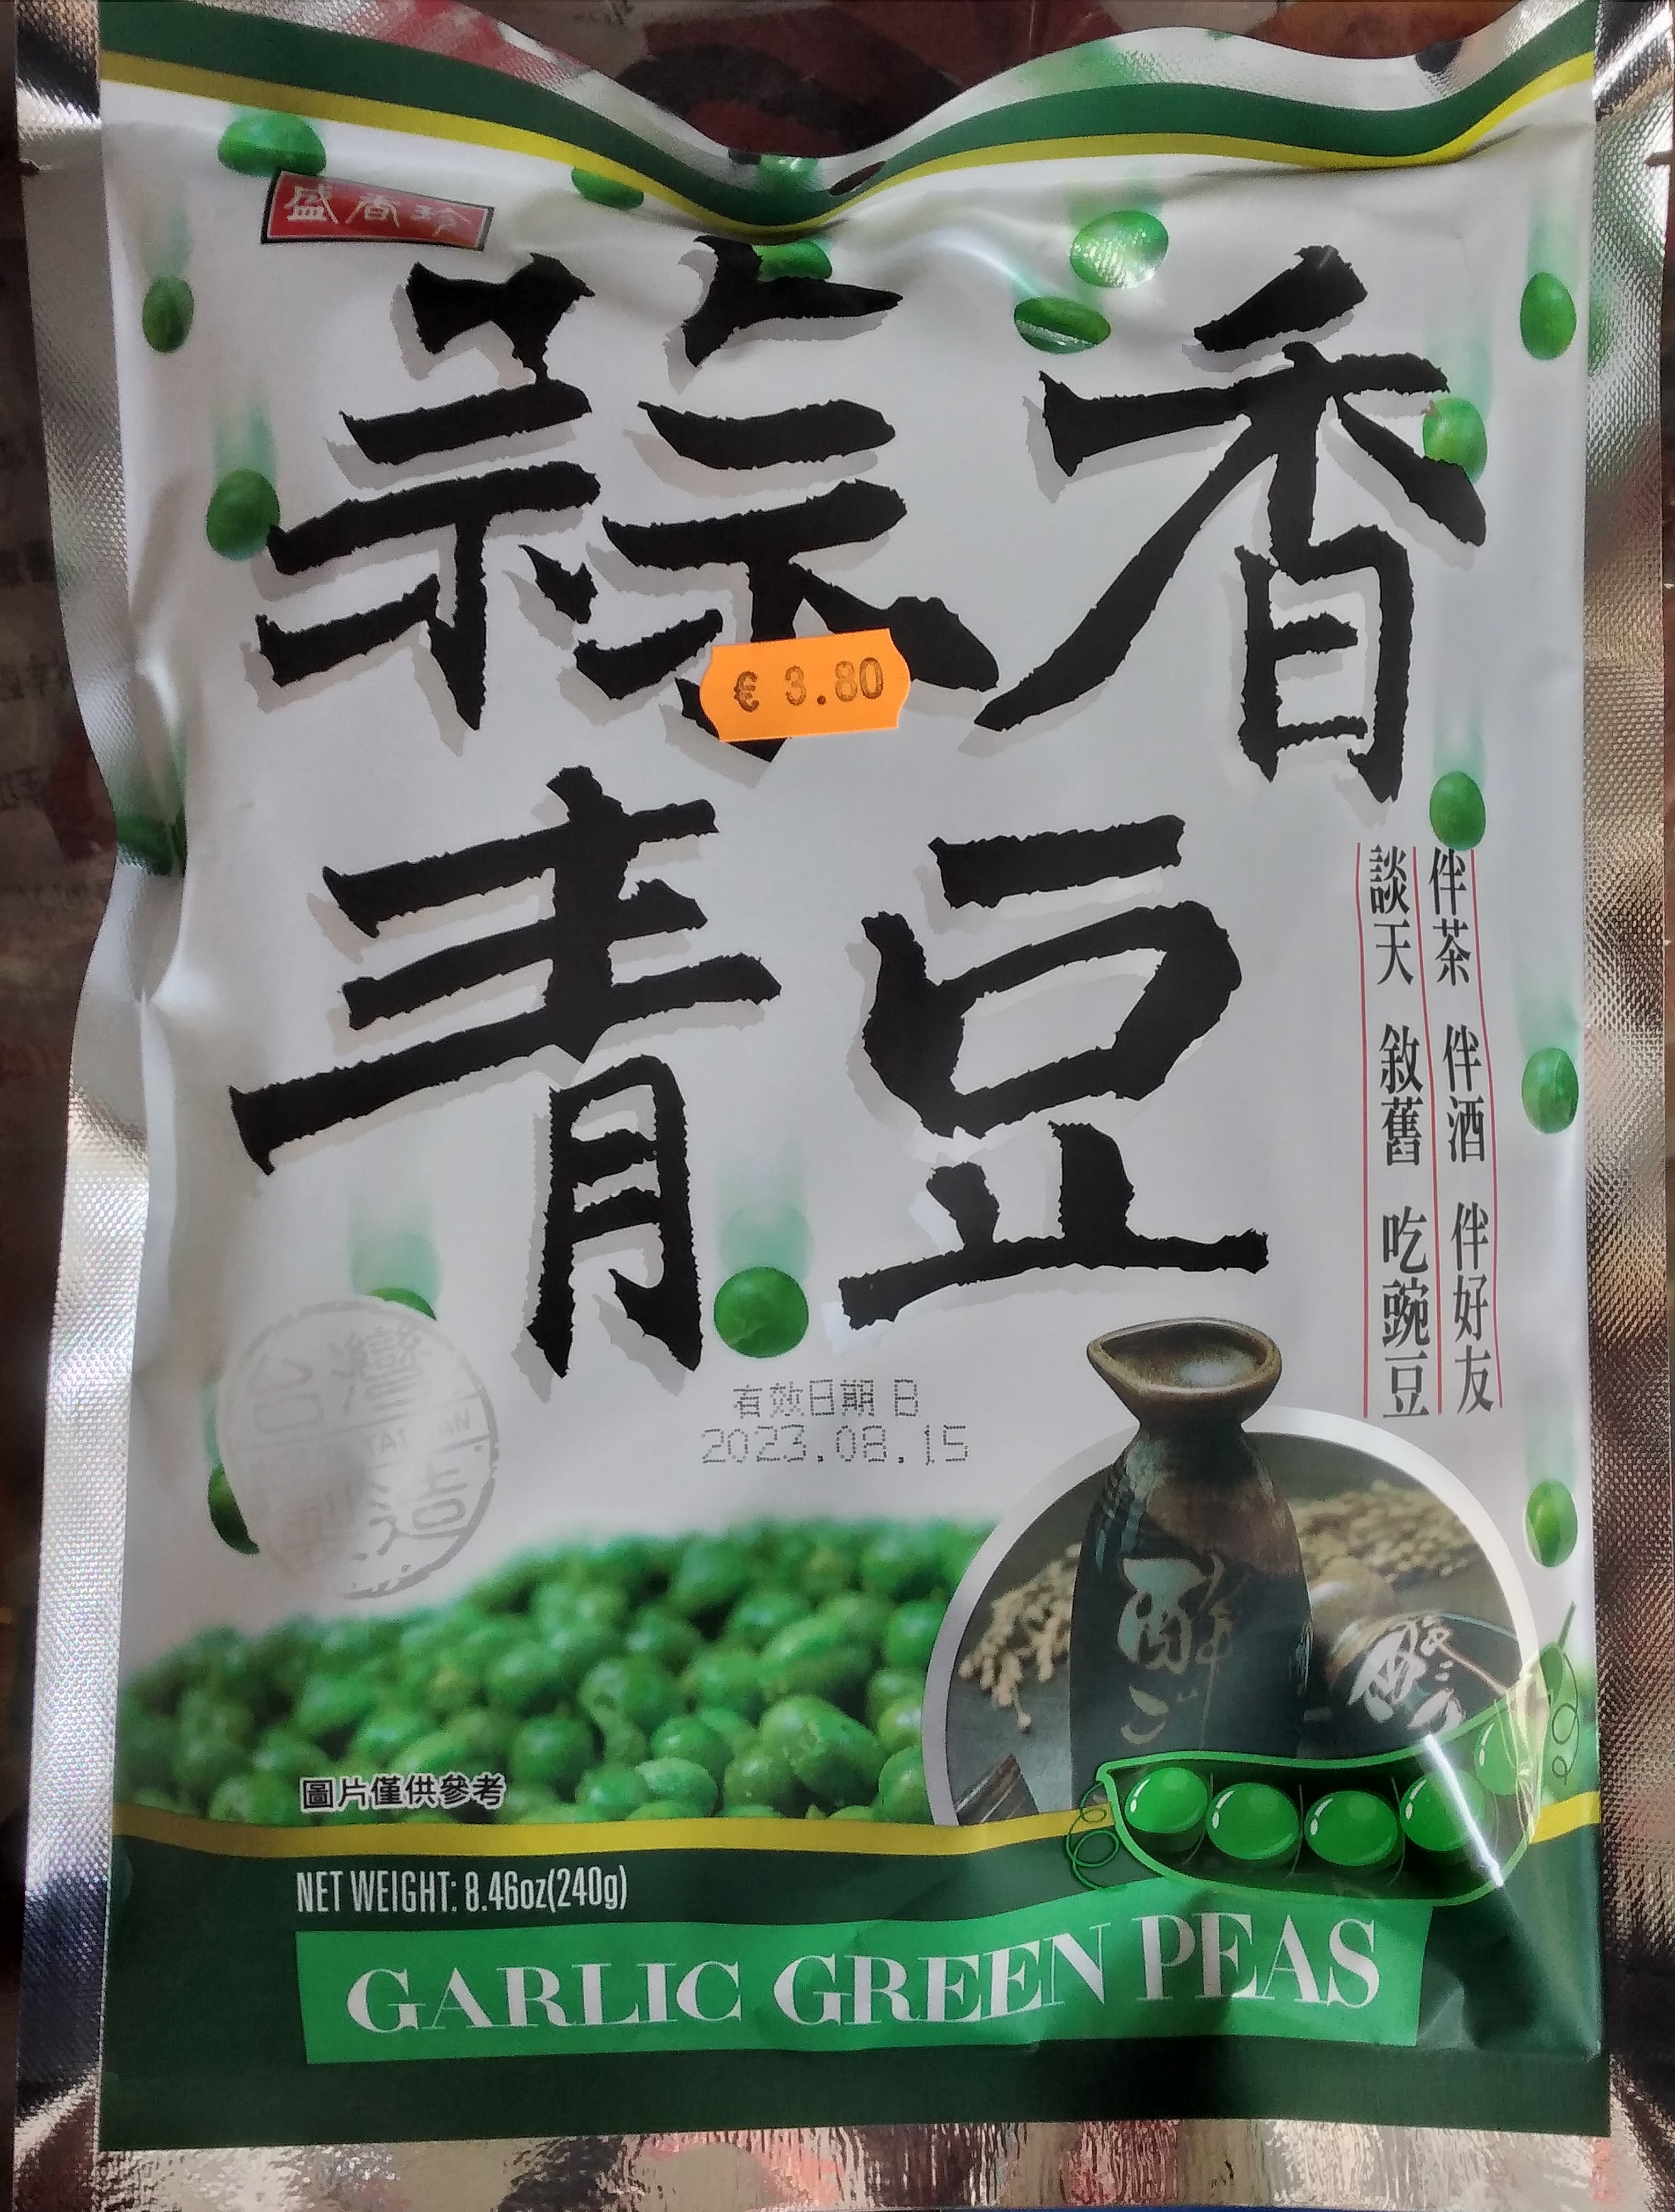 盛香珍
蒜香
€ 3.80
青豆
伴茶 伴酒 伴好友
談天 敘舊 吃豌豆
台灣
TAIWAN
製造
有效日期 B
2023.08.15
圖片僅供參考
NET WEIGHT: 8.46oz(240g)
GARLIC GREEN PEAS